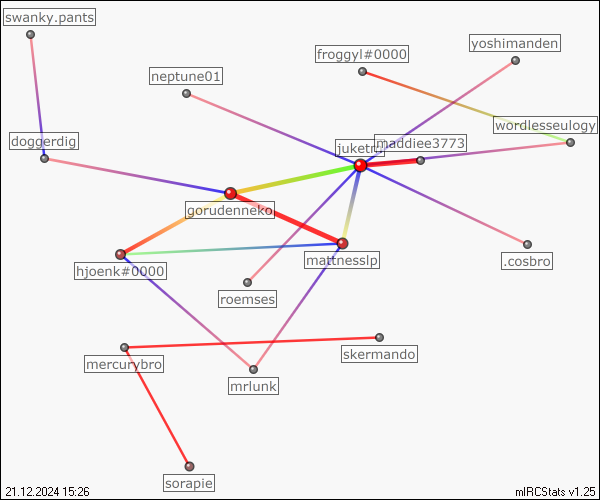 swanky.pants
yoshimanden
froggyl#0000
neptune01
wordlesseulogy
doggerdig
maddiee3773
gorudenneko
mattnesslp
.cosbro
hjoenk#0000
roemses
skermando
mercurybro
mrlunk
sorapie
21.12.2024 15:26
mIRCStats v1.25